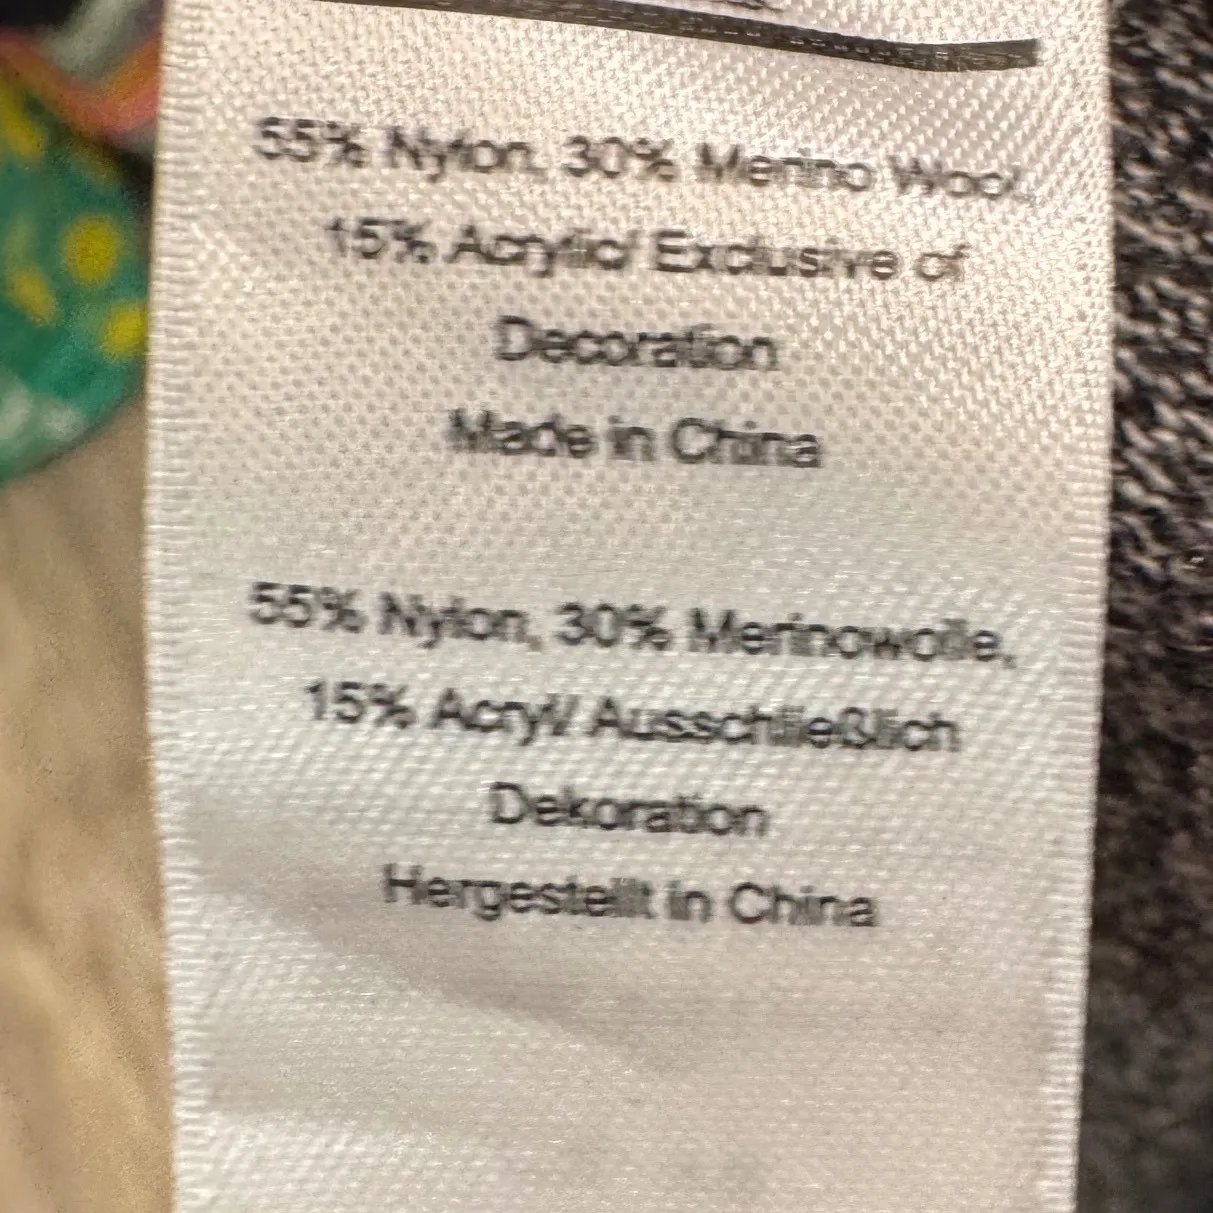 55% Nylon, 30% Merino Wool,
15% Acrylic/ Exclusive of
Decoration
Made in China
55% Nylon, 30% Merinowolle,
15% Acryl/ Ausschließlich
Dekoration
Hergestellt in China